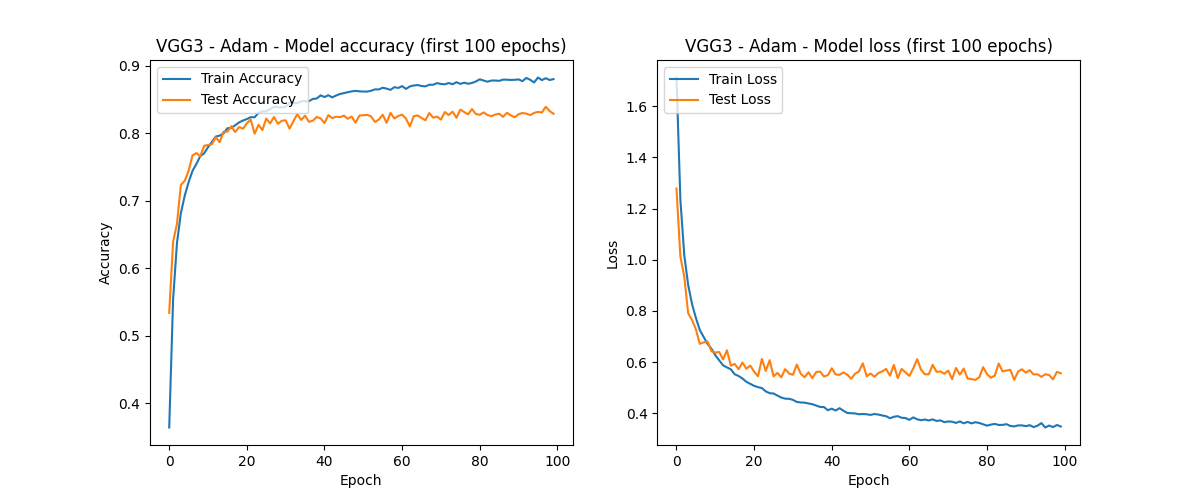 VGG3 - Adam - Model accuracy (first 100 epochs)
Train Accuracy
Test Accuracy
0.9
0.8
0.7
0.6
0.5
0.4
Accuracy
0
20
40
60
80
100
Epoch
VGG3 - Adam - Model loss (first 100 epochs)
Train Loss
Test Loss
1.6
1.4
1.2
1.0
0.8
0.6
0.4
Loss
0
20
40
60
80
100
Epoch